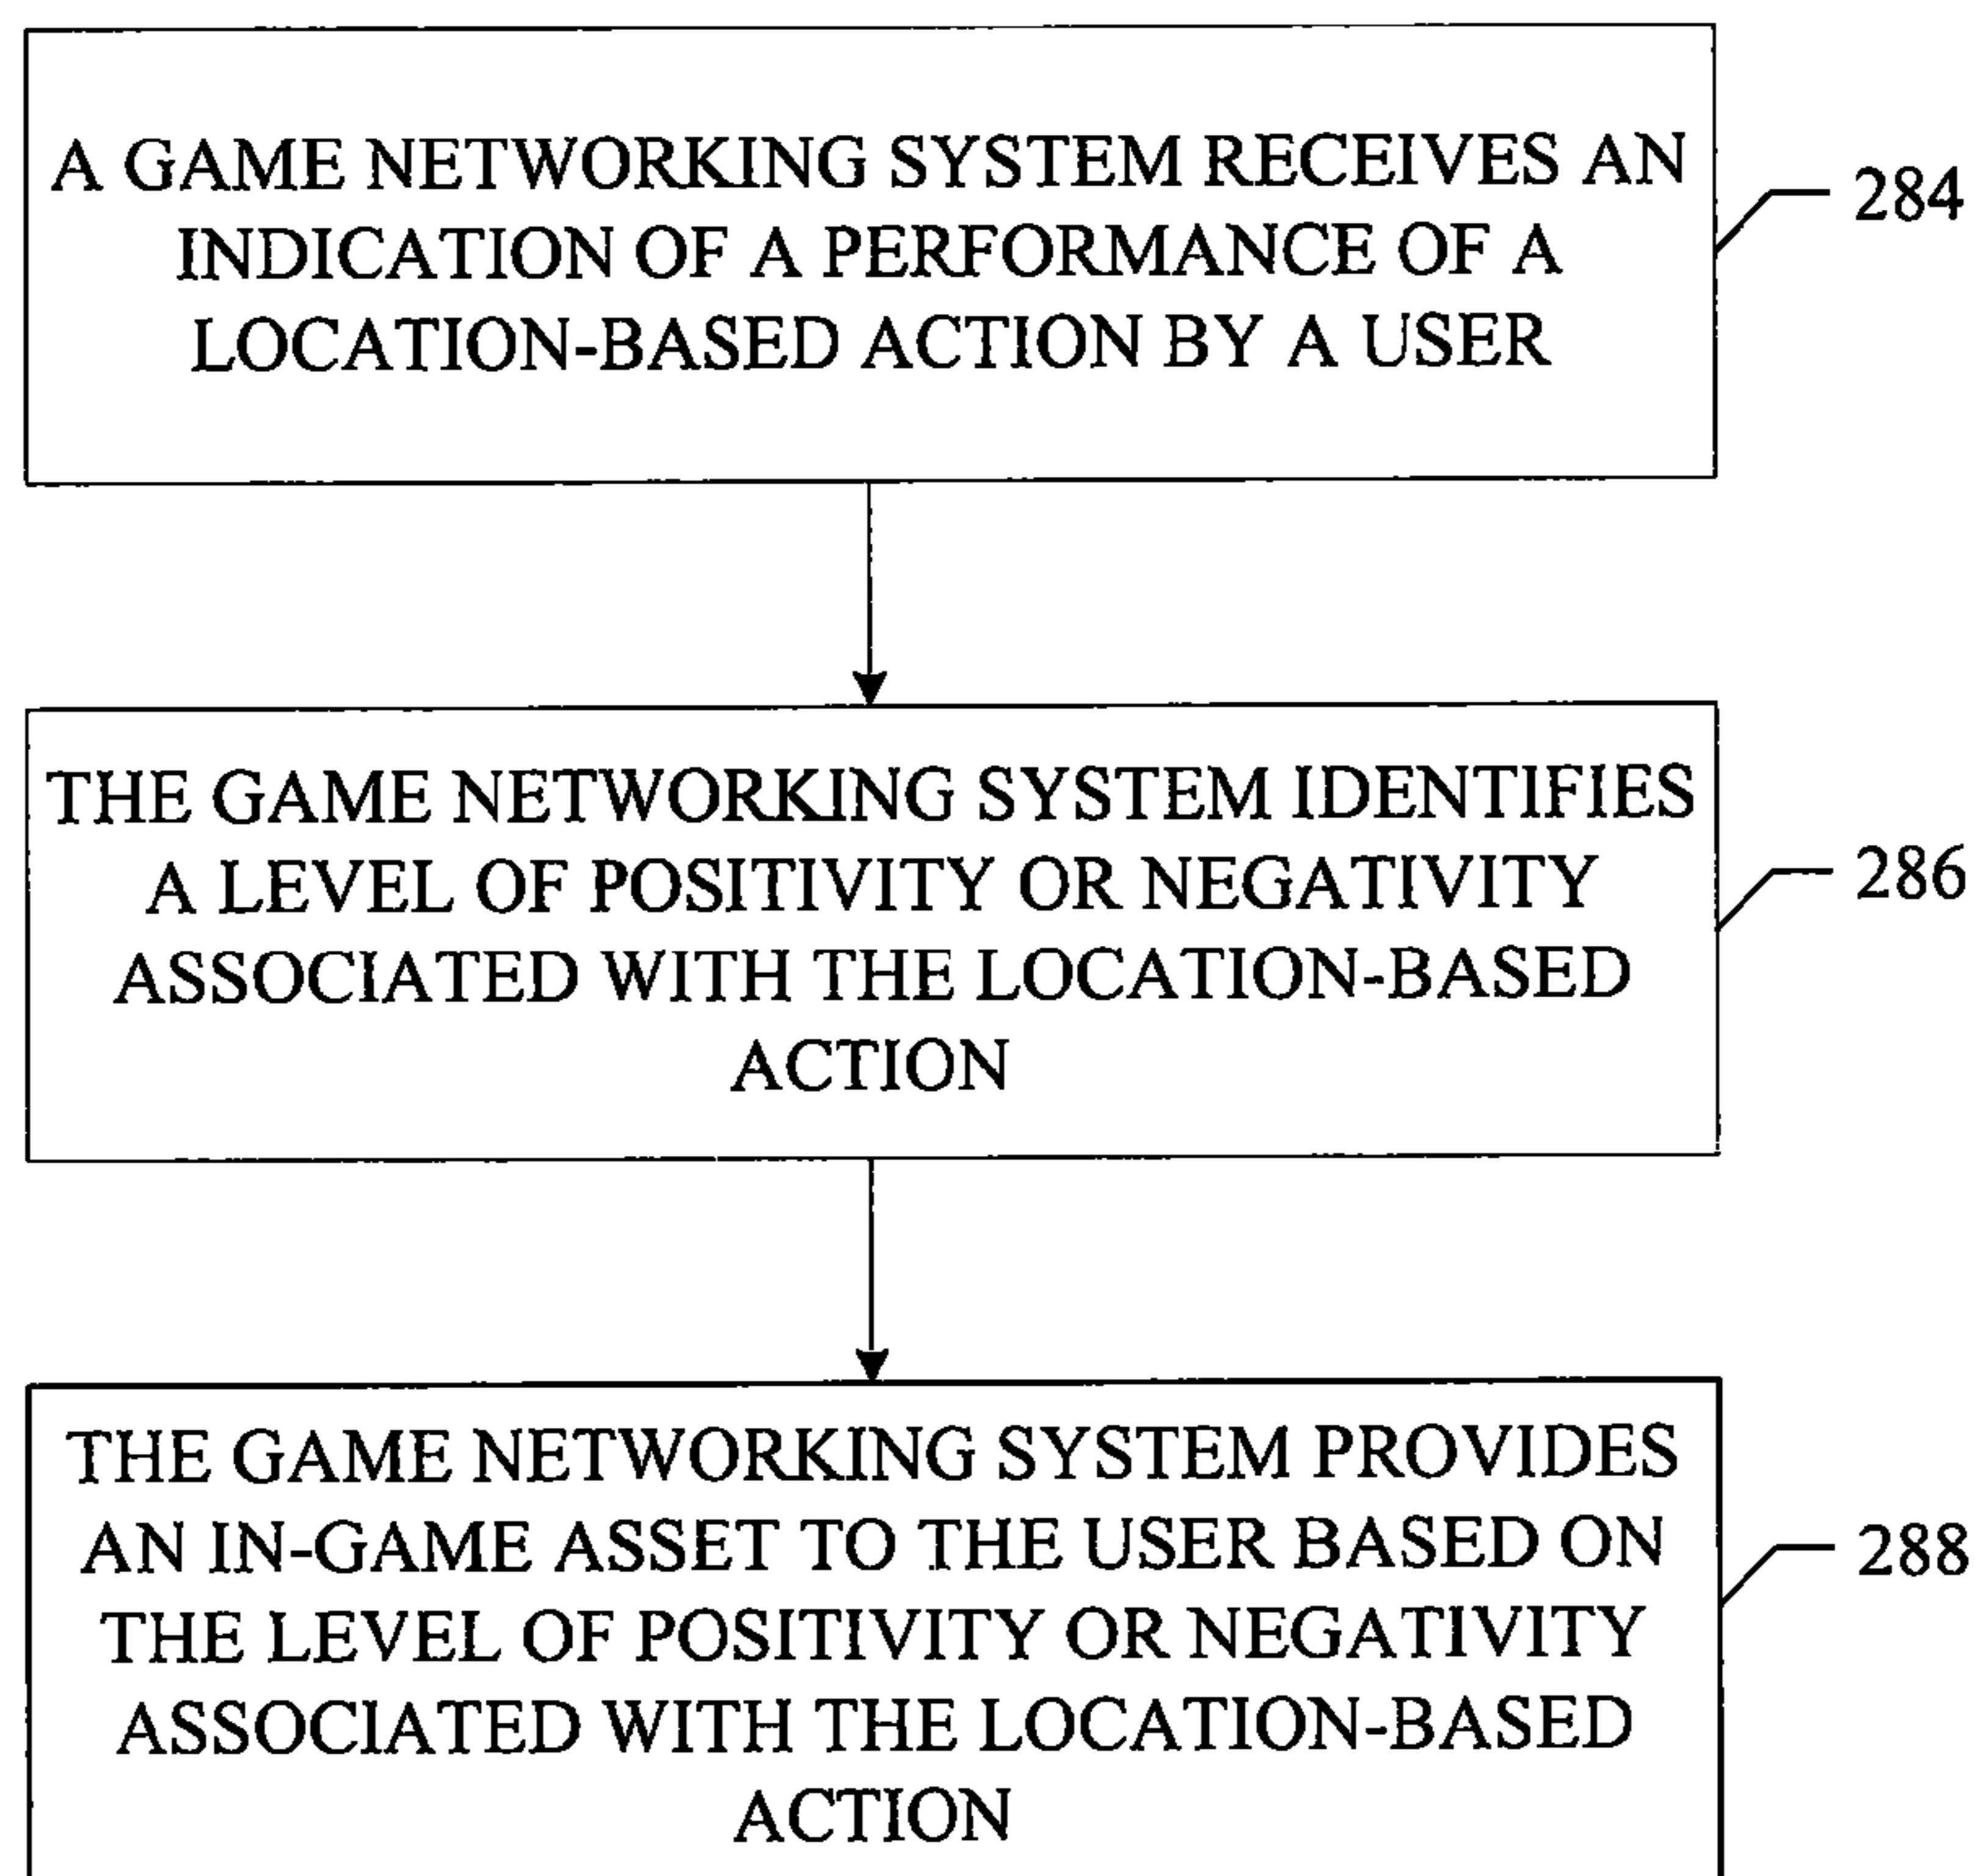 A GAME NETWORKING SYSTEM RECEIVES AN
INDICATION OF A PERFORMANCE OF A
LOCATION-BASED ACTION BY A USER
284
THE GAME NETWORKING SYSTEM IDENTIFIES
A LEVEL OF POSITIVITY OR NEGATIVITY
ASSOCIATED WITH THE LOCATION-BASED
ACTION
286
THE GAME NETWORKING SYSTEM PROVIDES
AN IN-GAME ASSET TO THE USER BASED ON
THE LEVEL OF POSITIVITY OR NEGATIVITY
ASSOCIATED WITH THE LOCATION-BASED
ACTION
288